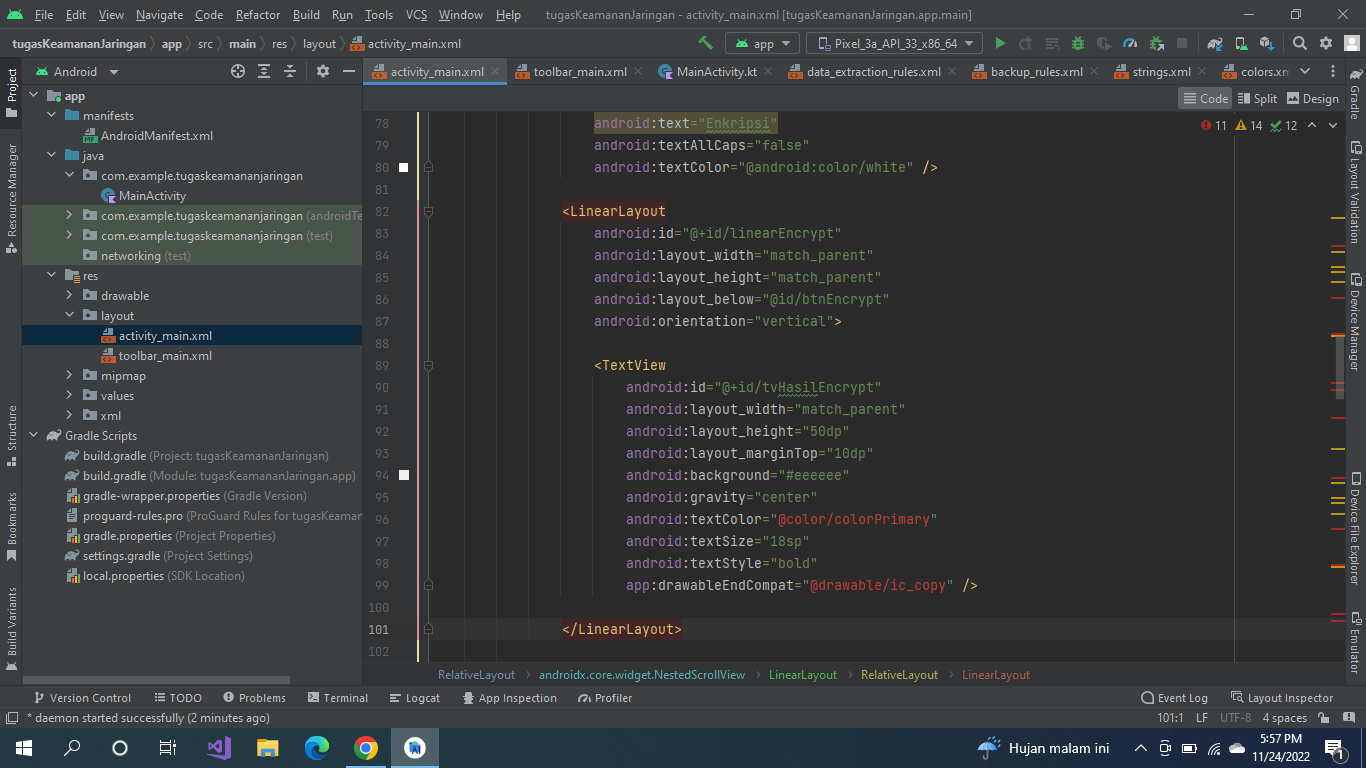 File Edit View Navigate Code Refactor Build Run Tools VCS Window Help tugasKeamananJaringan - activity_main.xml [tugasKeamananJaringan.app.main]
tugasKeamananJaringan app src main res layout activity_main.xml app Pixel_3a_API_33_x86_64
Android activity_main.xml toolbar_main.xml MainActivity.kt data_extraction_rules.xml backup_rules.xml strings.xml colors.xn
Code Split Design
11 14 12
Project
Resource Manager
Structure
Bookmarks
Build Variants
app
manifests
AndroidManifest.xml
java
com.example.tugaskeamananjaringan
MainActivity
com.example.tugaskeamananjaringan (androidTe
com.example.tugaskeamananjaringan (test)
networking (test)
res
drawable
layout
activity_main.xml
toolbar_main.xml
mipmap
values
xml
Gradle Scripts
build.gradle (Project: tugasKeamananJaringan)
build.gradle (Module: tugasKeamananJaringan.app)
gradle-wrapper.properties (Gradle Version)
proguard-rules.pro (ProGuard Rules for tugasKeaman
gradle.properties (Project Properties)
settings.gradle (Project Settings)
local.properties (SDK Location)
78 android:text="Enkripsi"
79 android:textAllCaps="false"
80 android:textColor="@android:color/white" />
81
82 <LinearLayout
83 android:id="@+id/linearEncrypt"
84 android:layout_width="match_parent"
85 android:layout_height="match_parent"
86 android:layout_below="@id/btnEncrypt"
87 android:orientation="vertical">
88
89 <TextView
90 android:id="@+id/tvHasilEncrypt"
91 android:layout_width="match_parent"
92 android:layout_height="50dp"
93 android:layout_marginTop="10dp"
94 android:background="#eeeeee"
95 android:gravity="center"
96 android:textColor="@color/colorPrimary"
97 android:textSize="18sp"
98 android:textStyle="bold"
99 app:drawableEndCompat="@drawable/ic_copy" />
100
101 </LinearLayout>
102
Gradle
Layout Validation
Device Manager
Device File Explorer
Emulator
RelativeLayout androidx.core.widget.NestedScrollView LinearLayout RelativeLayout LinearLayout
Version Control TODO Problems Terminal Logcat App Inspection Profiler Event Log Layout Inspector
* daemon started successfully (2 minutes ago) 101:1 LF UTF-8 4 spaces
Hujan malam ini 5:57 PM
11/24/2022 1